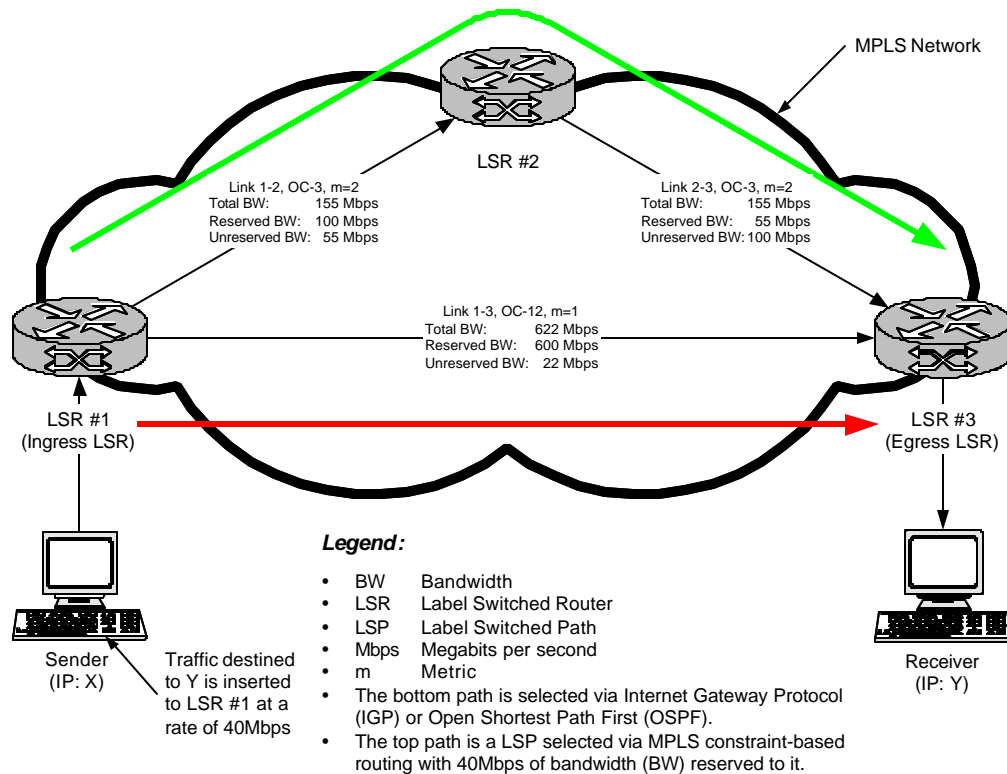 MPLS Network
LSR #2
Link 1-2, OC-3, m=2
Total BW: 155 Mbps
Reserved BW: 100 Mbps
Unreserved BW: 55 Mbps
Link 2-3, OC-3, m=2
Total BW: 155 Mbps
Reserved BW: 55 Mbps
Unreserved BW: 100 Mbps
Link 1-3, OC-12, m=1
Total BW: 622 Mbps
Reserved BW: 600 Mbps
Unreserved BW: 22 Mbps
LSR #1
(Ingress LSR)
LSR #3
(Egress LSR)
Sender
(IP: X)
Traffic destined
to Y is inserted
to LSR #1 at a
rate of 40Mbps
Legend:
• BW Bandwidth
• LSR Label Switched Router
• LSP Label Switched Path
• Mbps Megabits per second
• m Metric
• The bottom path is selected via Internet Gateway Protocol
(IGP) or Open Shortest Path First (OSPF).
• The top path is a LSP selected via MPLS constraint-based
routing with 40Mbps of bandwidth (BW) reserved to it.
Receiver
(IP: Y)